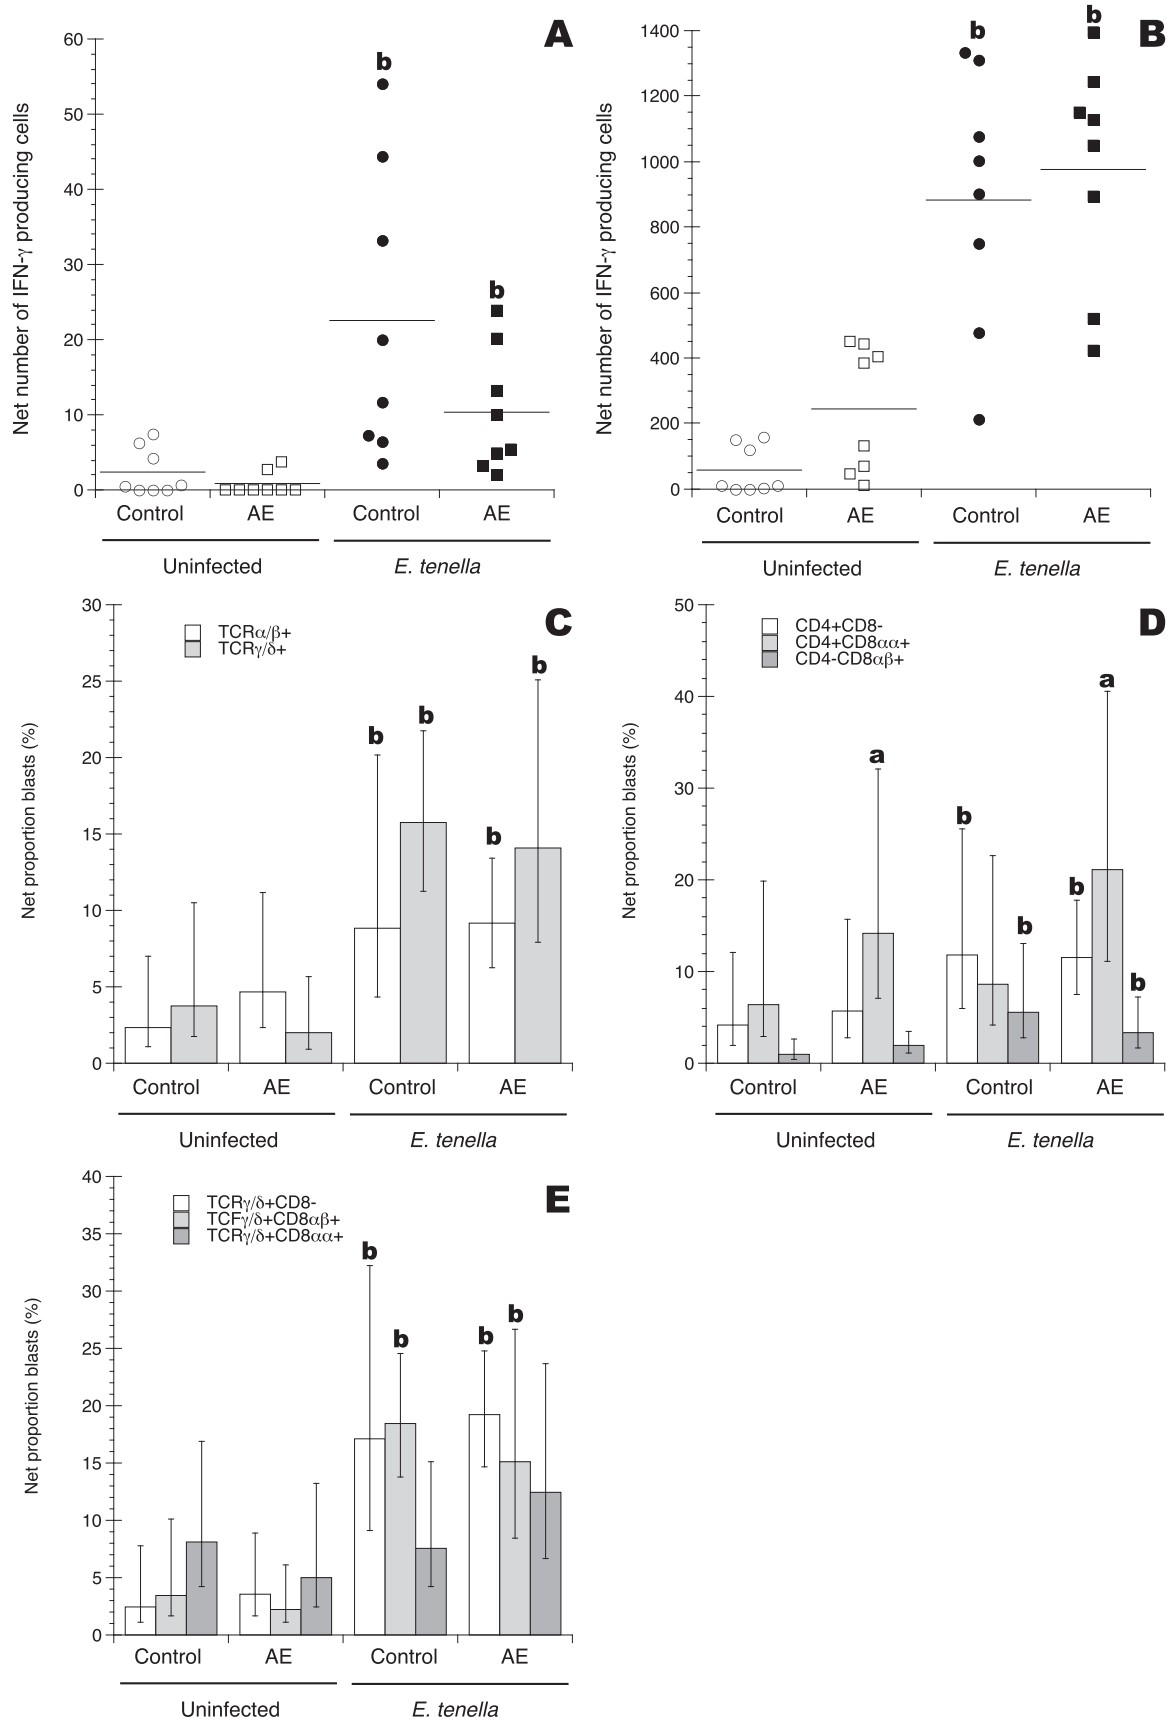 A
Net number of IFN-γ producing cells
60
50
40
30
20
10
0
b
b
Control
AE
Control
AE
Uninfected
E. tenella
B
Net number of IFN-γ producing cells
1400
1200
1000
800
600
400
200
0
b
b
Control
AE
Control
AE
Uninfected
E. tenella
C
Net proportion blasts (%)
30
25
20
15
10
5
0
TCRα/β+
TCRγ/δ+
b
b
b
b
Control
AE
Control
AE
Uninfected
E. tenella
D
Net proportion blasts (%)
50
40
30
20
10
0
CD4+CD8-
CD4+CD8αα+
CD4-CD8αβ+
a
b
b
b
a
b
Control
AE
Control
AE
Uninfected
E. tenella
E
Net proportion blasts (%)
40
35
30
25
20
15
10
5
0
TCRγ/δ+CD8-
TCFγ/δ+CD8αβ+
TCRγ/δ+CD8αα+
b
b
b
b
Control
AE
Control
AE
Uninfected
E. tenella